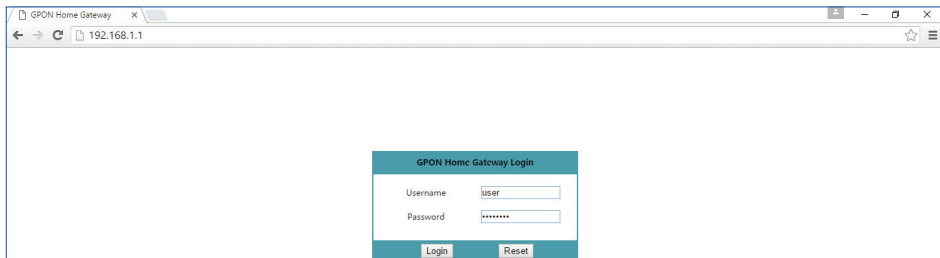 GPON Home Gateway
192.168.1.1
GPON Home Gateway Login
Username user
Password ••••••••
Login Reset